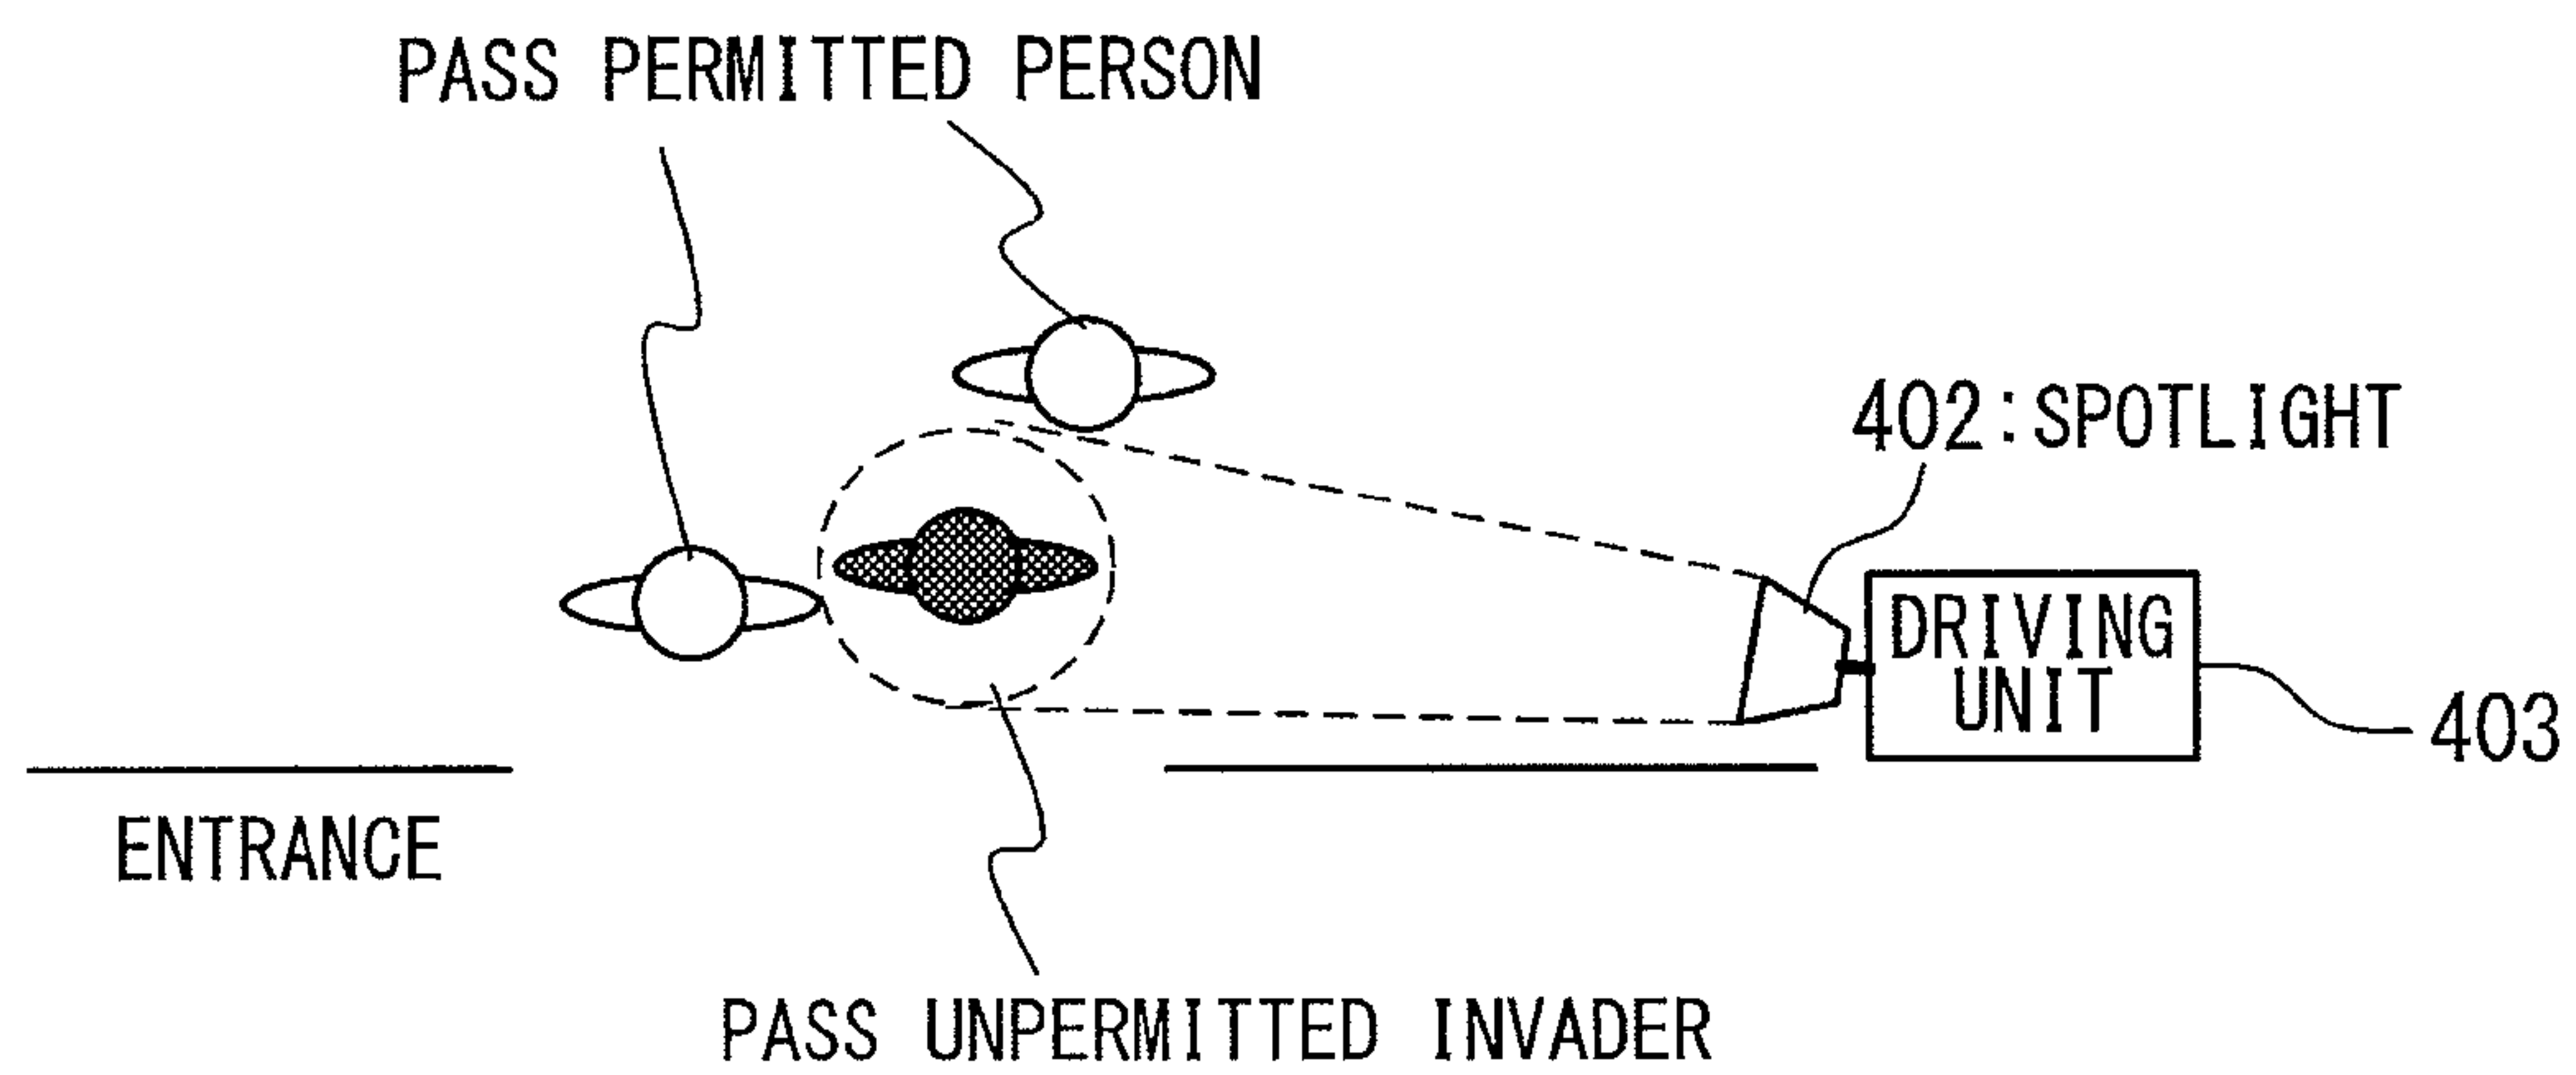 PASS PERMITTED PERSON
402:SPOTLIGHT
DRIVING
UNIT
403
ENTRANCE
PASS UNPERMITTED INVADER